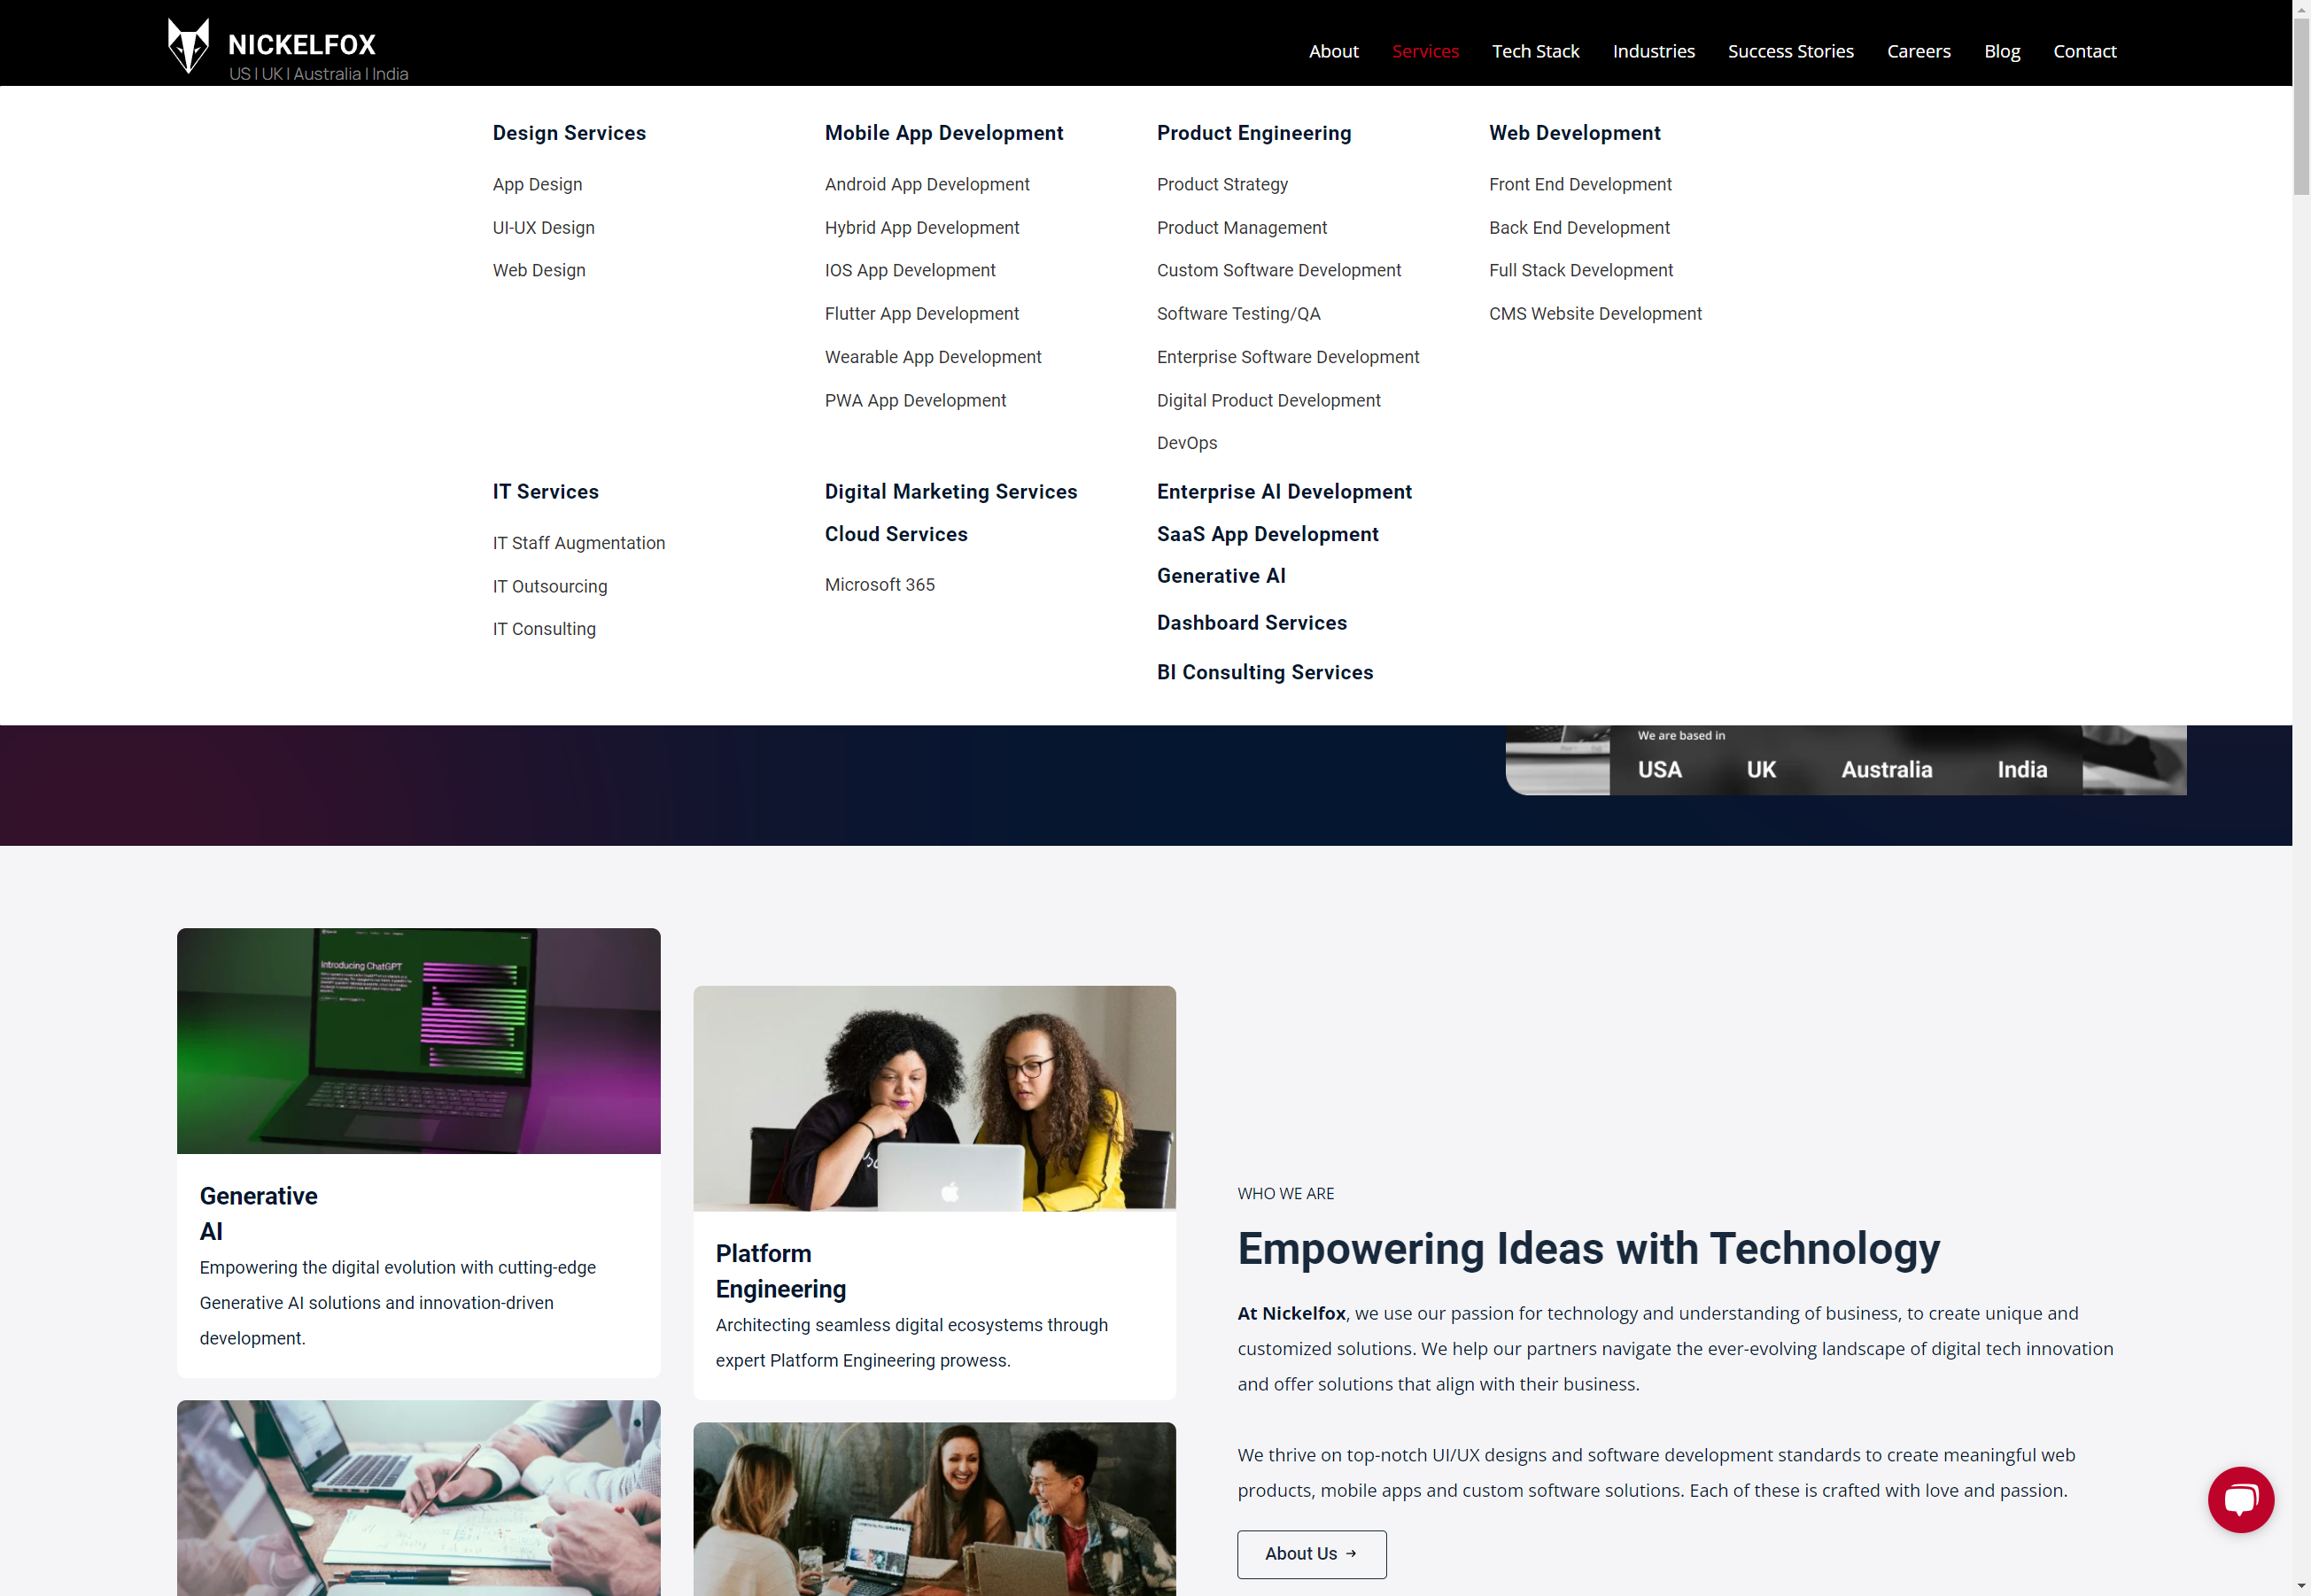 NICKELFOX
US | UK | Australia | India
About
Services
Tech Stack
Industries
Success Stories
Careers
Blog
Contact
Design Services
App Design
UI-UX Design
Web Design
Mobile App Development
Android App Development
Hybrid App Development
IOS App Development
Flutter App Development
Wearable App Development
PWA App Development
Product Engineering
Product Strategy
Product Management
Custom Software Development
Software Testing/QA
Enterprise Software Development
Digital Product Development
DevOps
Web Development
Front End Development
Back End Development
Full Stack Development
CMS Website Development
IT Services
IT Staff Augmentation
IT Outsourcing
IT Consulting
Digital Marketing Services
Cloud Services
Microsoft 365
Enterprise AI Development
SaaS App Development
Generative AI
Dashboard Services
BI Consulting Services
We are based in
USA
UK
Australia
India
Introducing ChatGPT
Generative
AI
Empowering the digital evolution with cutting-edge
Generative AI solutions and innovation-driven
development.
Platform
Engineering
Architecting seamless digital ecosystems through
expert Platform Engineering prowess.
WHO WE ARE
Empowering Ideas with Technology
At Nickelfox, we use our passion for technology and understanding of business, to create unique and
customized solutions. We help our partners navigate the ever-evolving landscape of digital tech innovation
and offer solutions that align with their business.
We thrive on top-notch UI/UX designs and software development standards to create meaningful web
products, mobile apps and custom software solutions. Each of these is crafted with love and passion.
About Us →